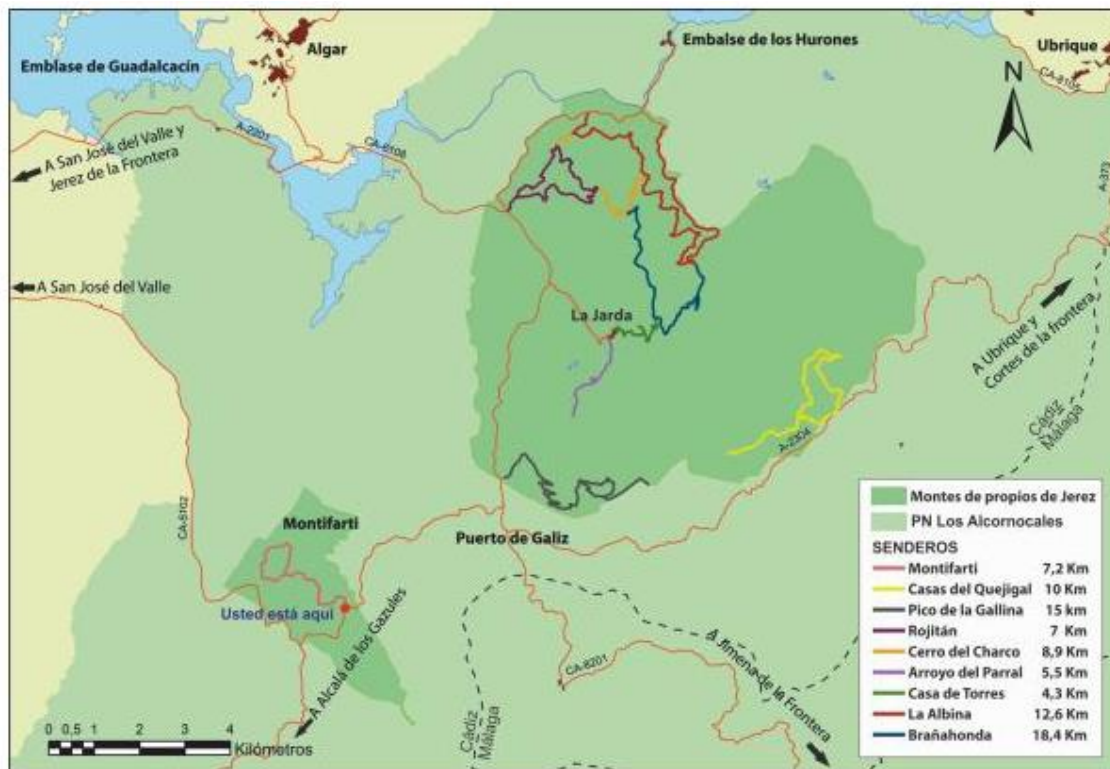 Emblase de Guadalcacín
Algar
Embalse de los Hurones
Ubrique
CA-8105
N
A-2201
CA-6108
A San José del Valle y
Jerez de la Frontera
A-373
A San José del Valle
La Jarda
A Ubrique y
Cortes de la frontera
Cádiz
Málaga
A-2304
CA-5102
Montifarti
Puerto de Galiz
Usted está aquí
A Alcalá de los Gazules
CA-8201
A Jimena de la Frontera
Cádiz
Málaga
0 0,5 1 2 3 4
Kilómetros
Montes de propios de Jerez
PN Los Alcornocales
SENDEROS
Montifarti 7,2 Km
Casas del Quejigal 10 Km
Pico de la Gallina 15 km
Rojitán 7 Km
Cerro del Charco 8,9 Km
Arroyo del Parral 5,5 Km
Casa de Torres 4,3 Km
La Albina 12,6 Km
Brañahonda 18,4 Km